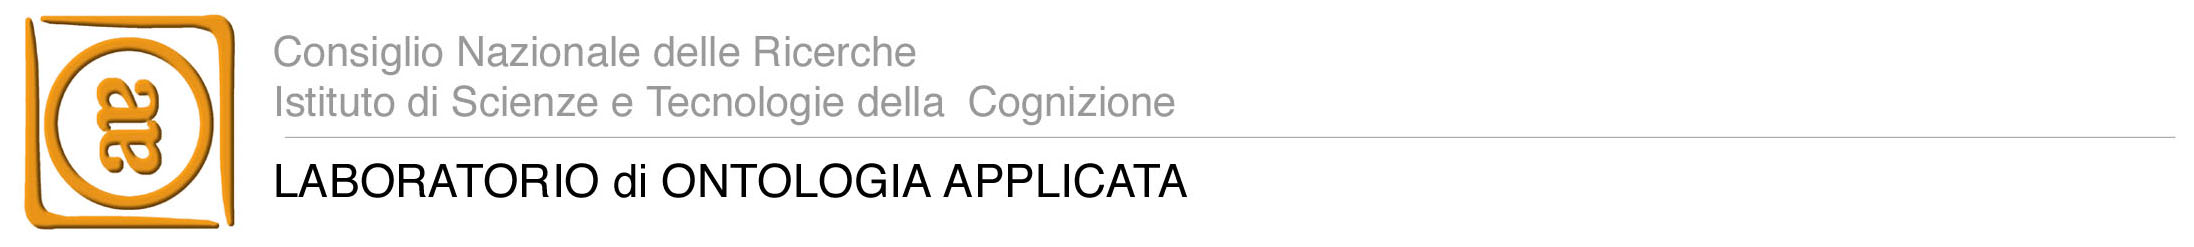 Consiglio Nazionale delle Ricerche
Istituto di Scienze e Tecnologie della Cognizione
LABORATORIO di ONTOLOGIA APPLICATA